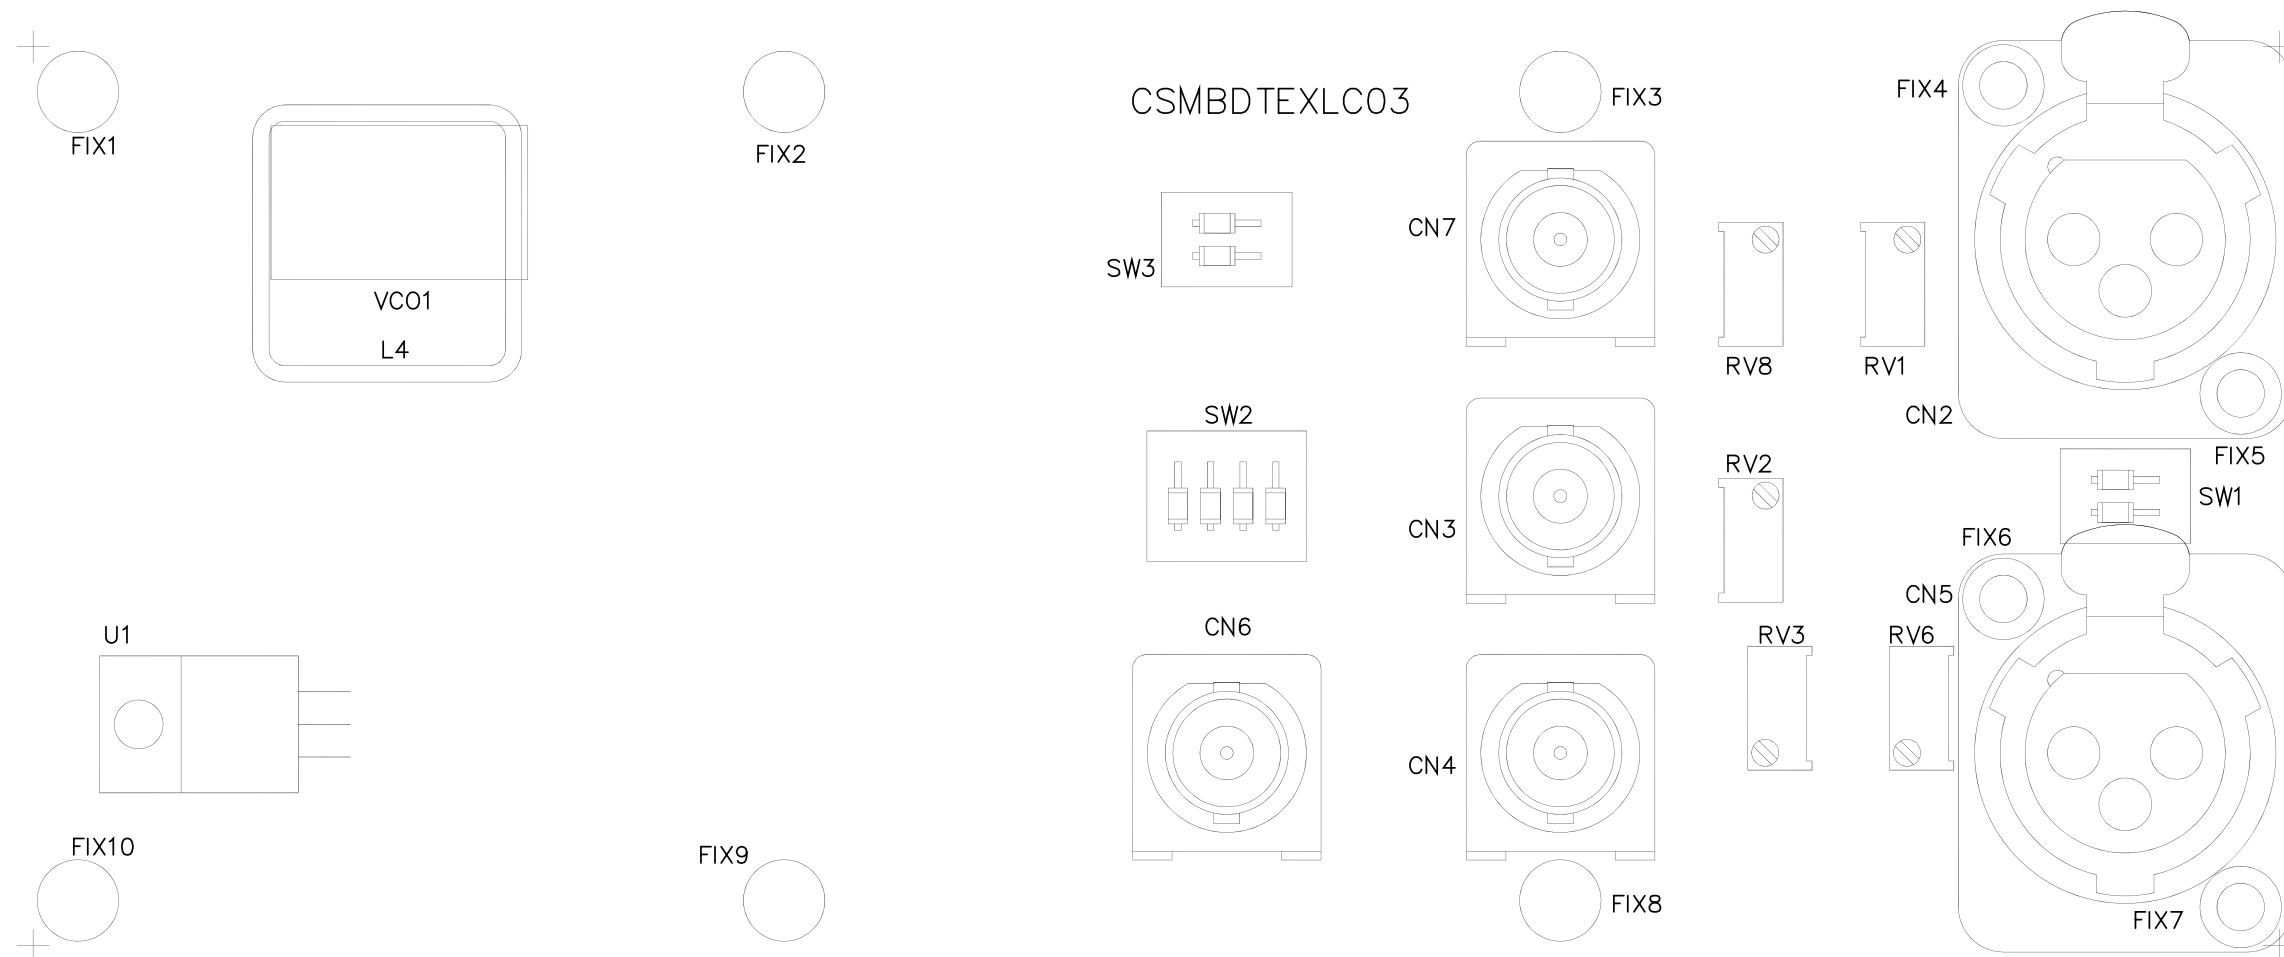 FIX1
FIX2
CSMBDTEXLC03
FIX3
FIX4
VCO1
L4
SW3
CN7
RV8
RV1
CN2
SW2
CN3
RV2
FIX5
SW1
FIX6
CN5
U1
CN6
RV3
RV6
CN4
FIX10
FIX9
FIX8
FIX7